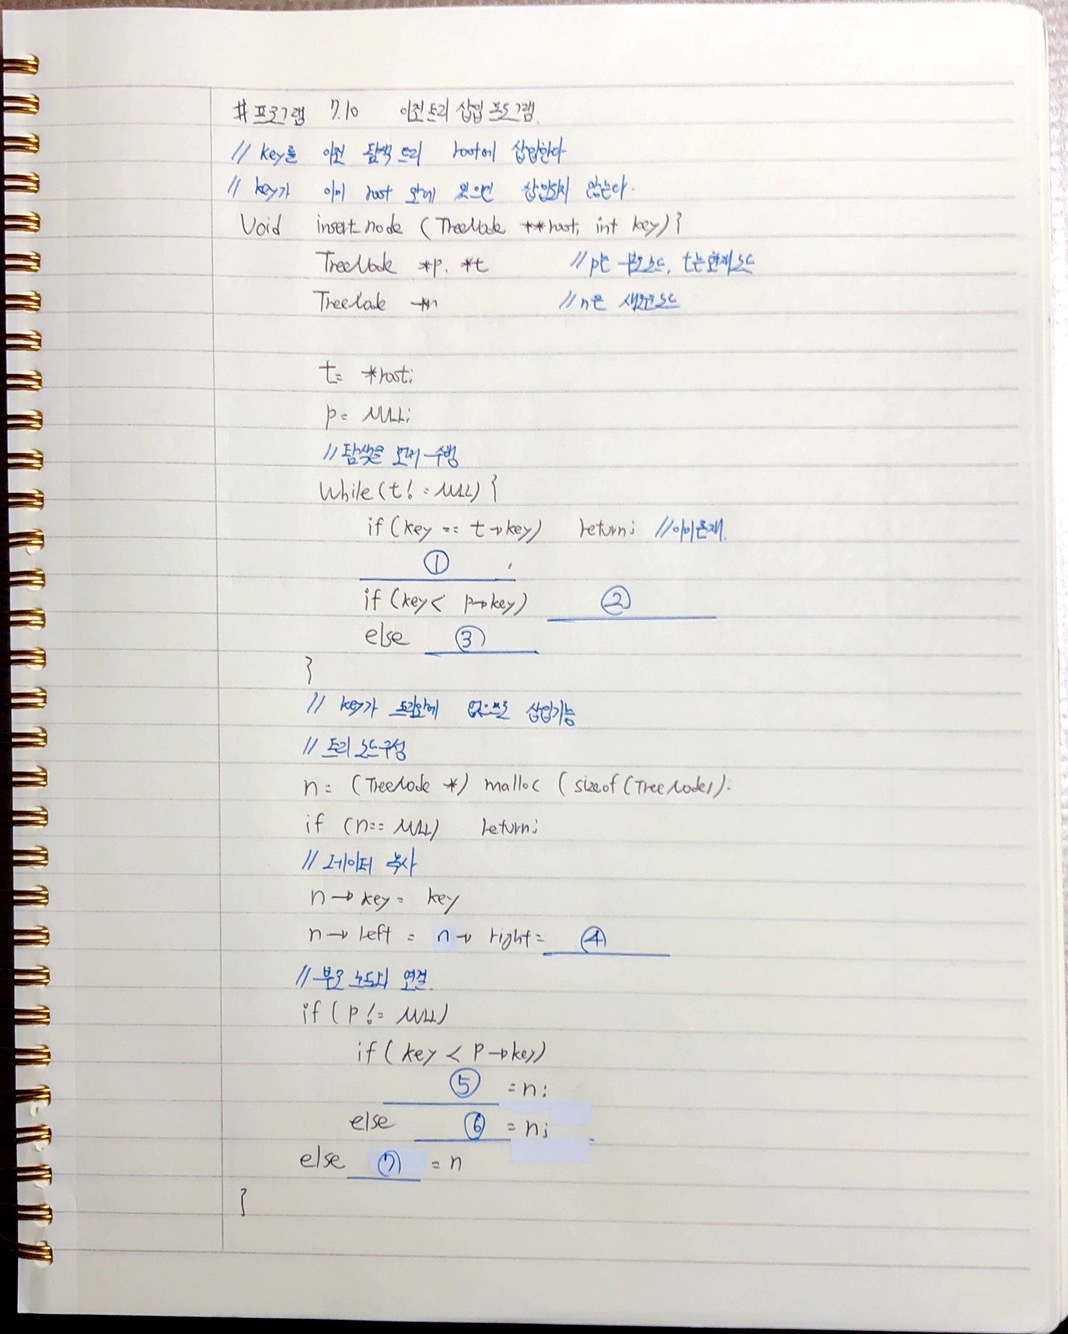 #프로그램 7.10 이진트리 삽입 프로그램.
// key를 이진 탐색 트리 root에 삽입한다
// key가 이미 root 안에 있으면 삽입되지 않는다.
Void insert_node (TreeNode **root, int key) {
TreeNode *p, *t //p는 부모노드, t는현재노드
TreeNode *n //n은 새로운노드
t= *root;
p= NULL;
//탐색을 먼저 수행
While(t != NULL) {
if(key == t→key) return; //이미존재.
①
if (key< p→key) ②
else ③
}
// key가 트리안에 없으므로 삽입가능
// 트리 노드구성
n= (TreeNode *) malloc (sizeof(TreeNode));
if (n== NULL) return;
// 데이터 복사
n→key= key
n→left = n→right= ④
//부모 노드와 연결.
if (p != NULL)
if( key < p→key)
⑤ =n;
else ⑥ = n;
else ⑦ = n
}